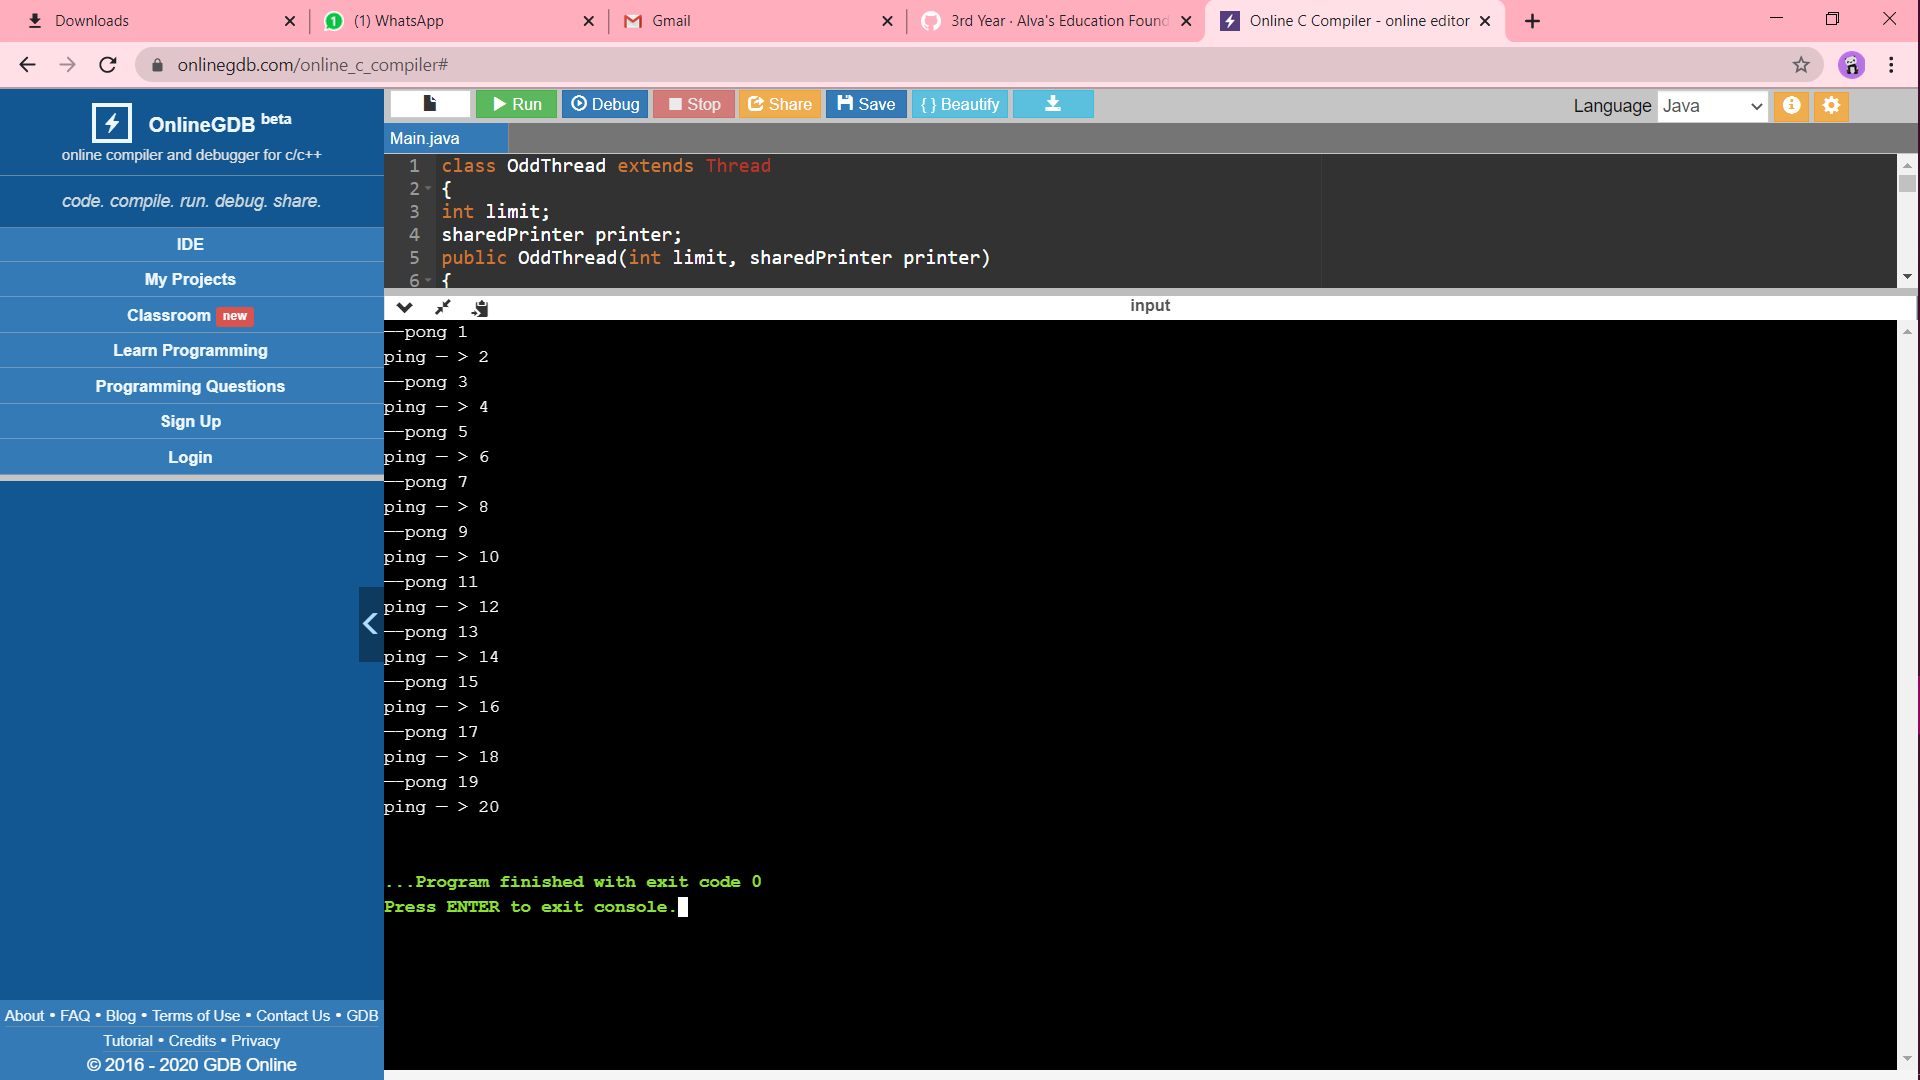 Downloads
(1) WhatsApp
Gmail
3rd Year · Alva's Education Found
Online C Compiler - online editor
onlinegdb.com/online_c_compiler#
OnlineGDB beta
online compiler and debugger for c/c++
code. compile. run. debug. share.
IDE
My Projects
Classroom new
Learn Programming
Programming Questions
Sign Up
Login
About • FAQ • Blog • Terms of Use • Contact Us • GDB
Tutorial • Credits • Privacy
© 2016 - 2020 GDB Online
Run
Debug
Stop
Share
Save
{ } Beautify
Language Java
Main.java
1 class OddThread extends Thread
2 {
3 int limit;
4 sharedPrinter printer;
5 public OddThread(int limit, sharedPrinter printer)
6 {
input
——pong 1
ping — > 2
——pong 3
ping — > 4
——pong 5
ping — > 6
——pong 7
ping — > 8
——pong 9
ping — > 10
——pong 11
ping — > 12
——pong 13
ping — > 14
——pong 15
ping — > 16
——pong 17
ping — > 18
——pong 19
ping — > 20
...Program finished with exit code 0
Press ENTER to exit console.